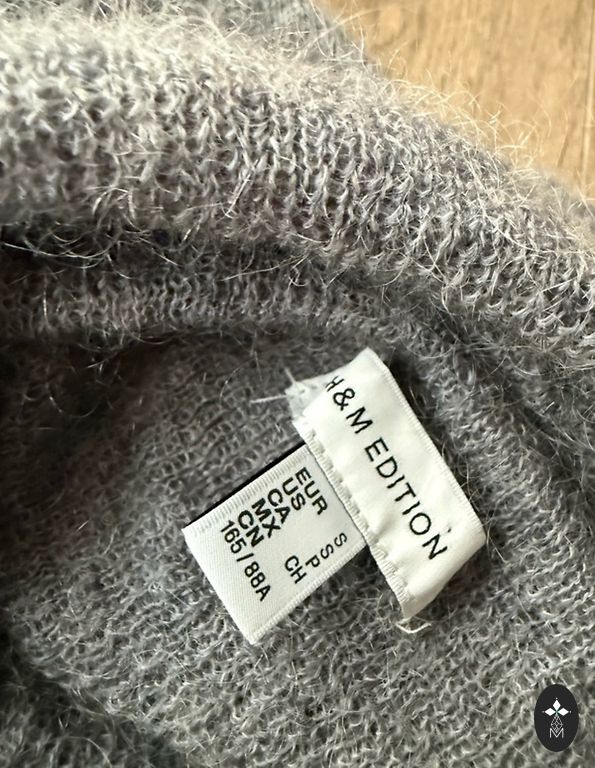 H&M EDITION
EUR S
US S
CA P
MX CH
CN 165/88A
M